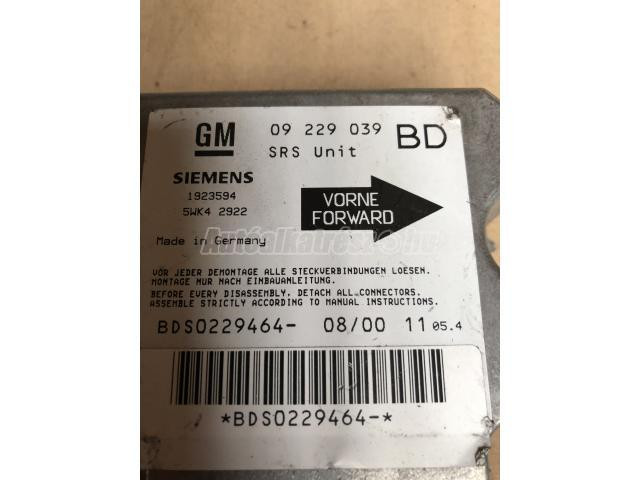 GM 09 229 039 BD
SRS Unit
SIEMENS
1923594
5WK4 2922
VORNE
FORWARD
Made in Germany
Autóalkatrész.hu
VOR JEDER DEMONTAGE ALLE STECKVERBINDUNGEN LOESEN.
MONTAGE NUR NACH EINBAUANLEITUNG.
BEFORE EVERY DISASSEMBLY, DETACH ALL CONNECTORS.
ASSEMBLE STRICTLY ACCORDING TO MANUAL INSTRUCTIONS.
BDS0229464- 08/00 11 05.4
*BDS0229464-*